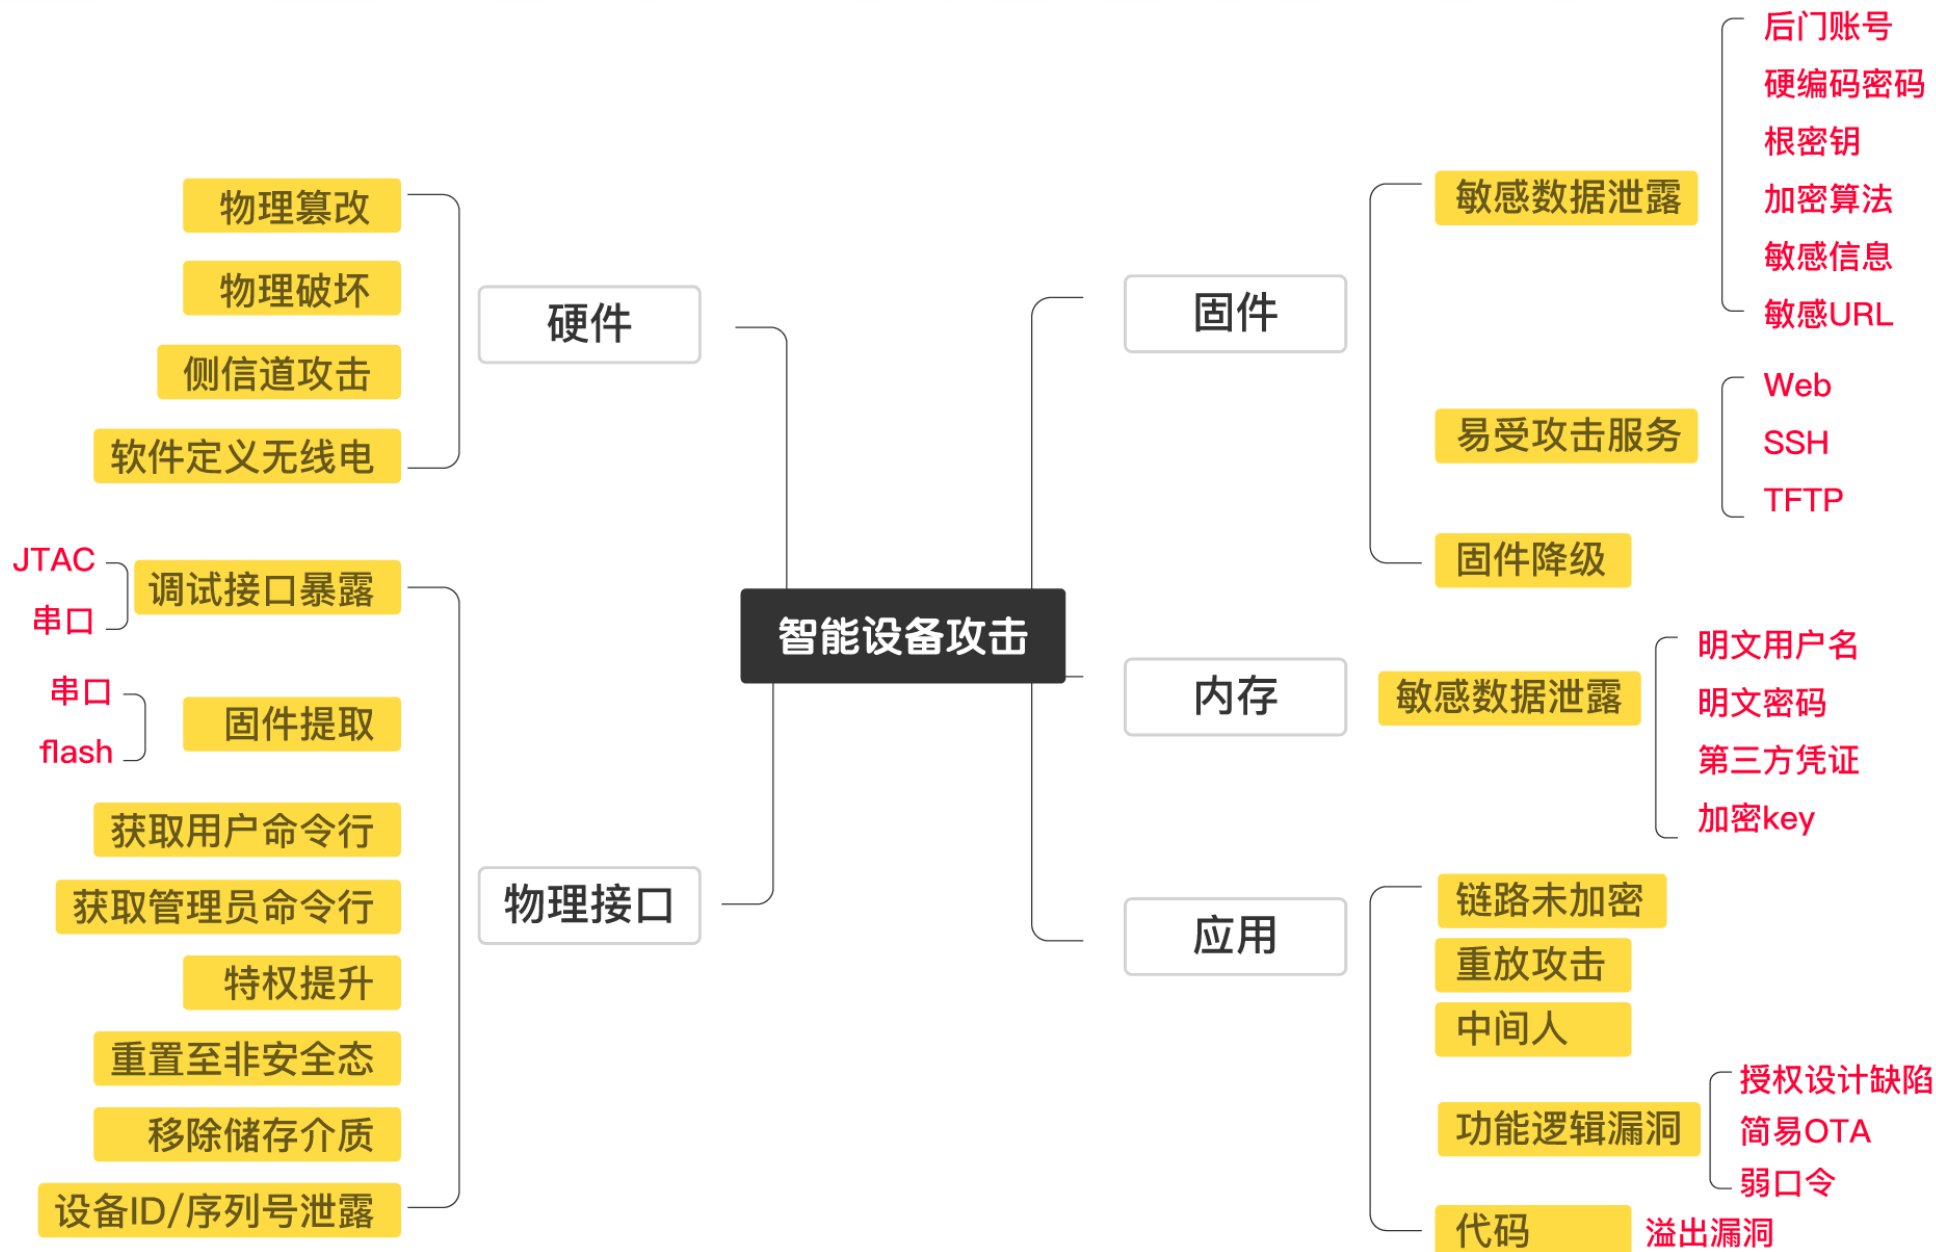 智能设备攻击
硬件
物理篡改
物理破坏
侧信道攻击
软件定义无线电
物理接口
调试接口暴露
JTAC
串口
固件提取
串口
flash
获取用户命令行
获取管理员命令行
特权提升
重置至非安全态
移除储存介质
设备ID/序列号泄露
固件
敏感数据泄露
后门账号
硬编码密码
根密钥
加密算法
敏感信息
敏感URL
易受攻击服务
Web
SSH
TFTP
固件降级
内存
敏感数据泄露
明文用户名
明文密码
第三方凭证
加密key
应用
链路未加密
重放攻击
中间人
功能逻辑漏洞
授权设计缺陷
简易OTA
弱口令
代码
溢出漏洞